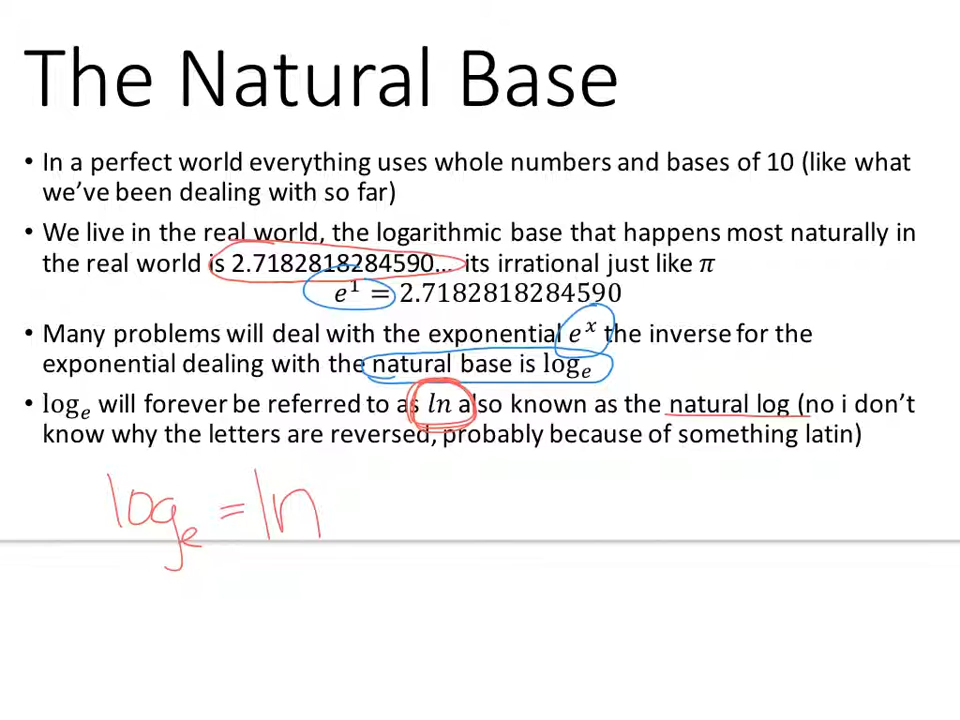 The Natural Base
• In a perfect world everything uses whole numbers and bases of 10 (like what
we've been dealing with so far)
• We live in the real world, the logarithmic base that happens most naturally in
the real world is 2.7182818284590... its irrational just like π
e¹ = 2.7182818284590
• Many problems will deal with the exponential eˣ the inverse for the
exponential dealing with the natural base is logₑ
• logₑ will forever be referred to as ln also known as the natural log (no i don't
know why the letters are reversed, probably because of something latin)
logₑ = ln